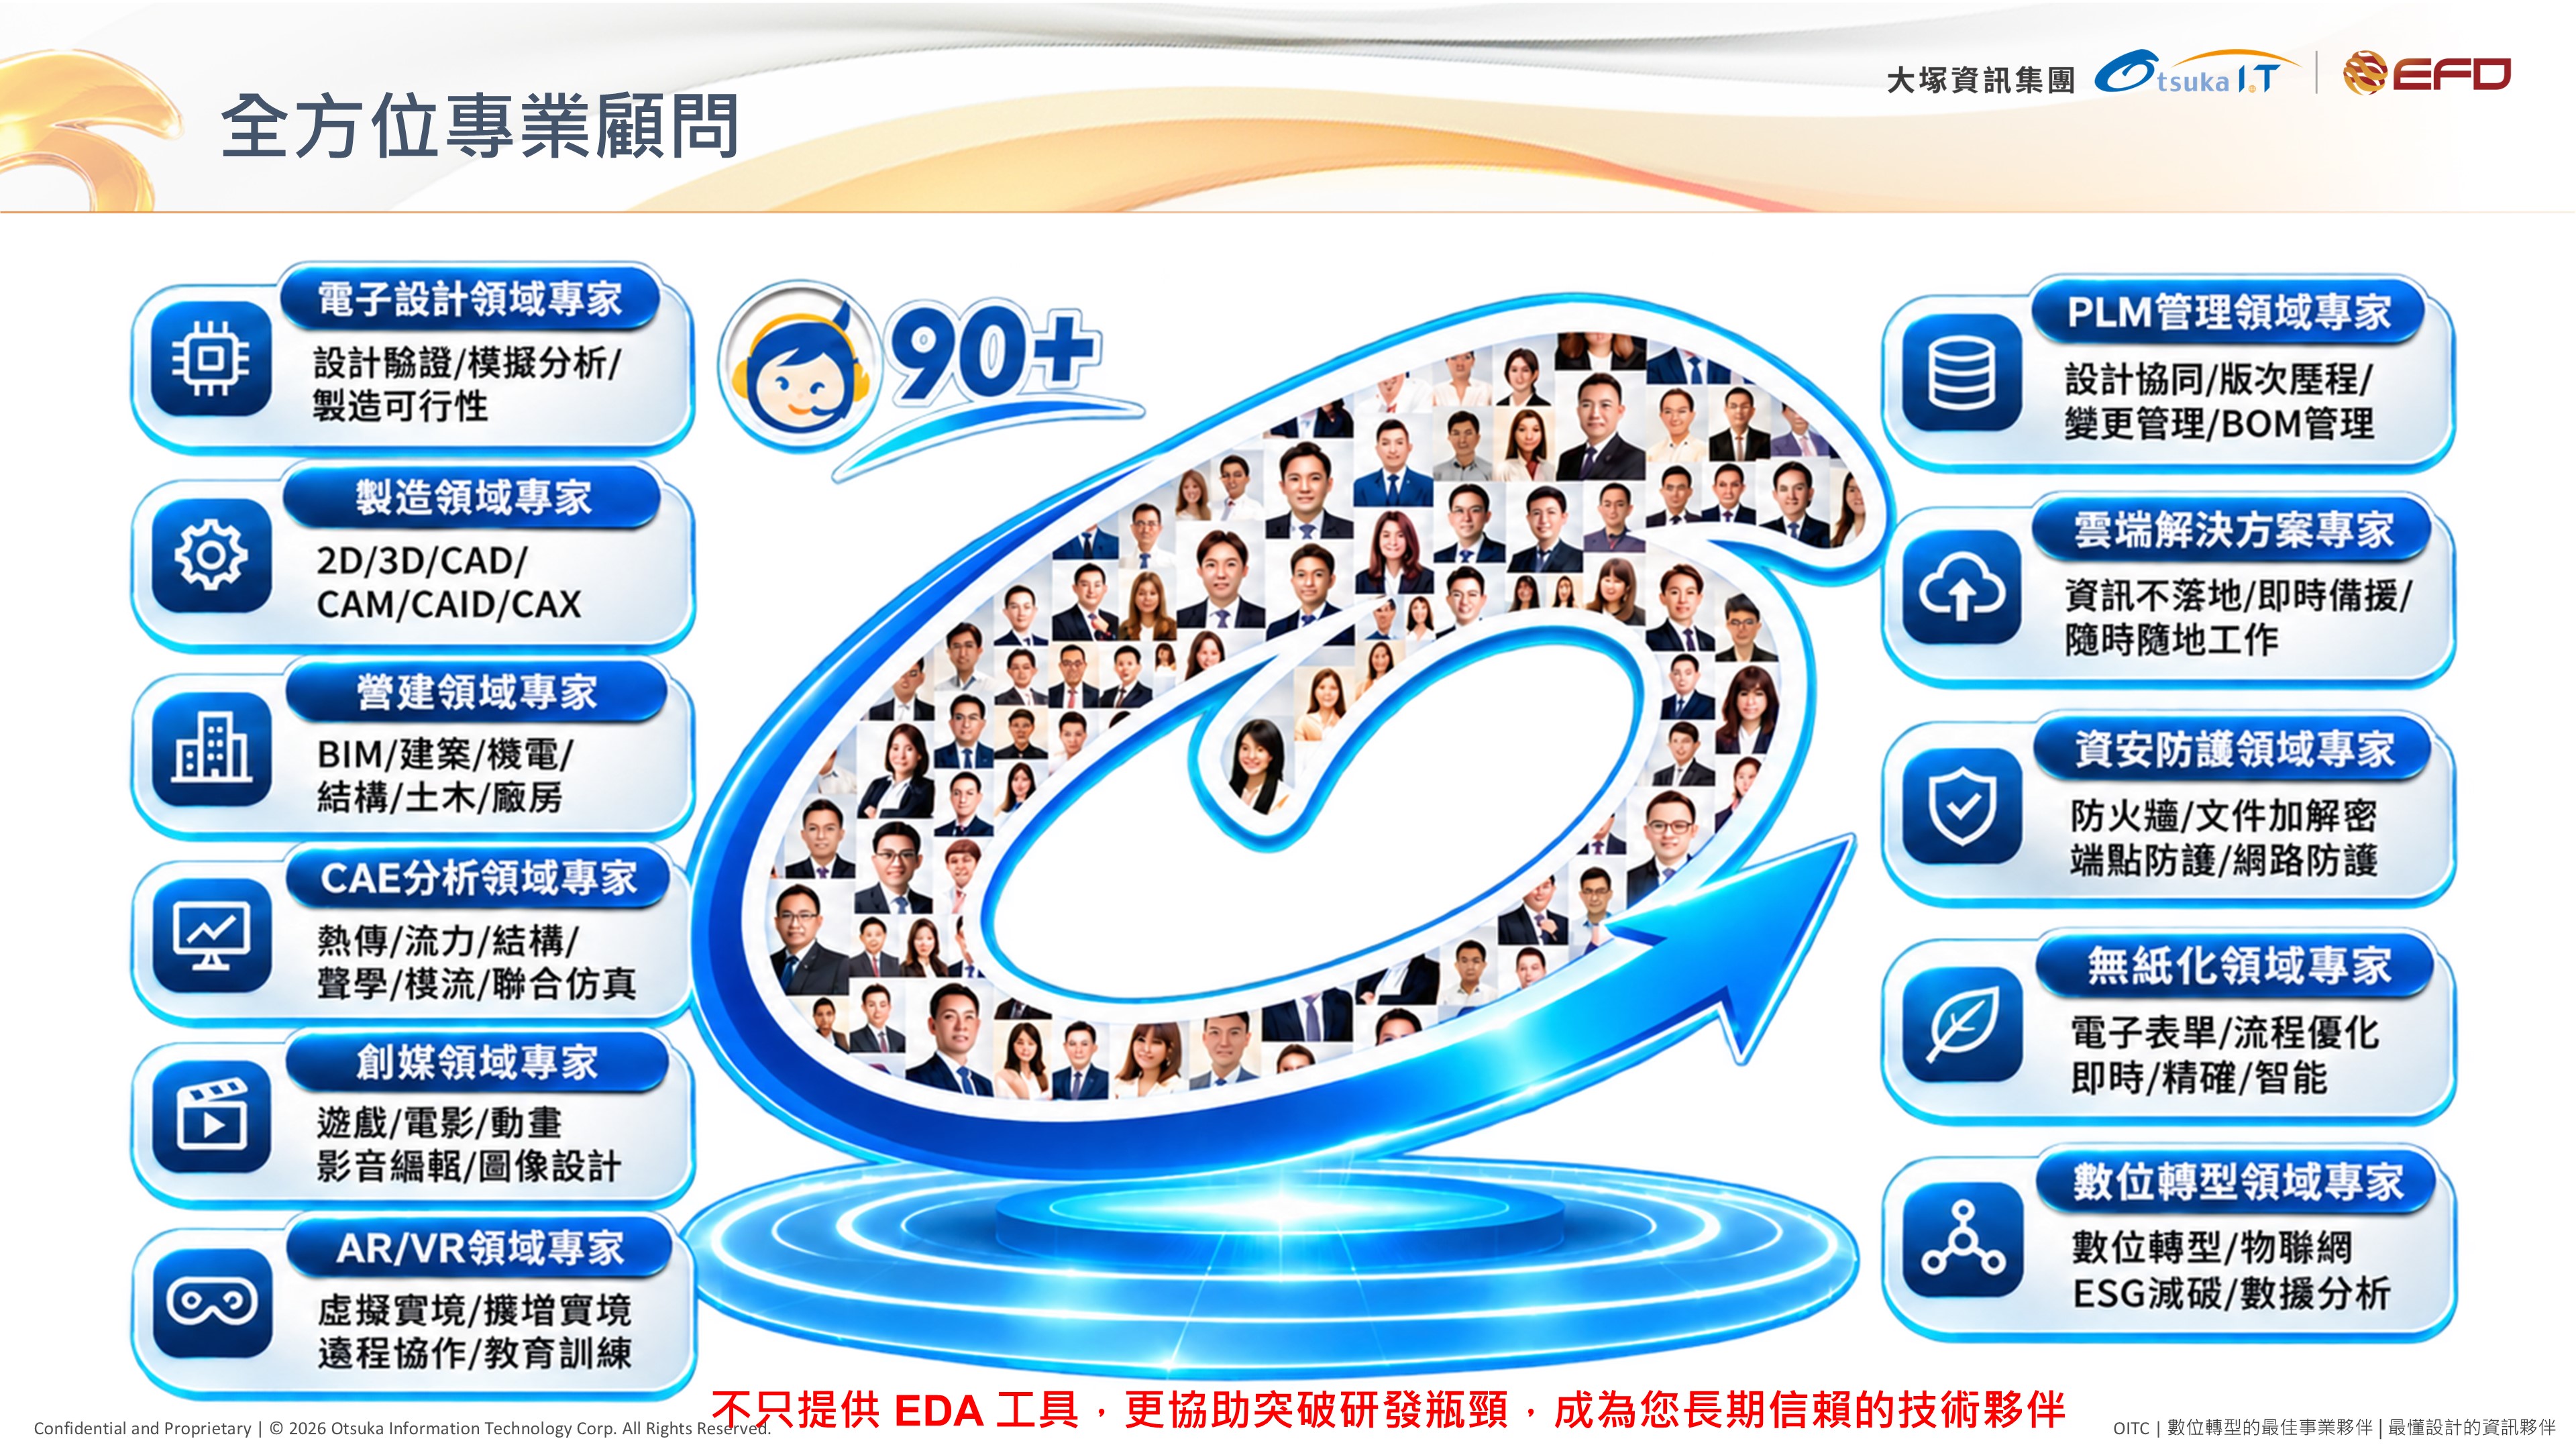 全方位專業顧問
大塚資訊集團 Otsuka I.T EFD
電子設計領域專家
設計驗證/模擬分析/
製造可行性
製造領域專家
2D/3D/CAD/
CAM/CAID/CAX
營建領域專家
BIM/建築/機電/
結構/土木/廠房
CAE分析領域專家
熱傳/流力/結構/
聲學/模流/聯合仿真
創媒領域專家
遊戲/電影/動畫
影音編輯/圖像設計
AR/VR領域專家
虛擬實境/擴增實境
遠程協作/教育訓練
90+
PLM管理領域專家
設計協同/版次歷程/
變更管理/BOM管理
雲端解決方案專家
資訊不落地/即時備援/
隨時隨地工作
資安防護領域專家
防火牆/文件加解密
端點防護/網路防護
無紙化領域專家
電子表單/流程優化
即時/精確/智能
數位轉型領域專家
數位轉型/物聯網
ESG減碳/數據分析
不只提供 EDA 工具，更協助突破研發瓶頸，成為您長期信賴的技術夥伴
Confidential and Proprietary | © 2026 Otsuka Information Technology Corp. All Rights Reserved.
OITC | 數位轉型的最佳事業夥伴 | 最懂設計的資訊夥伴